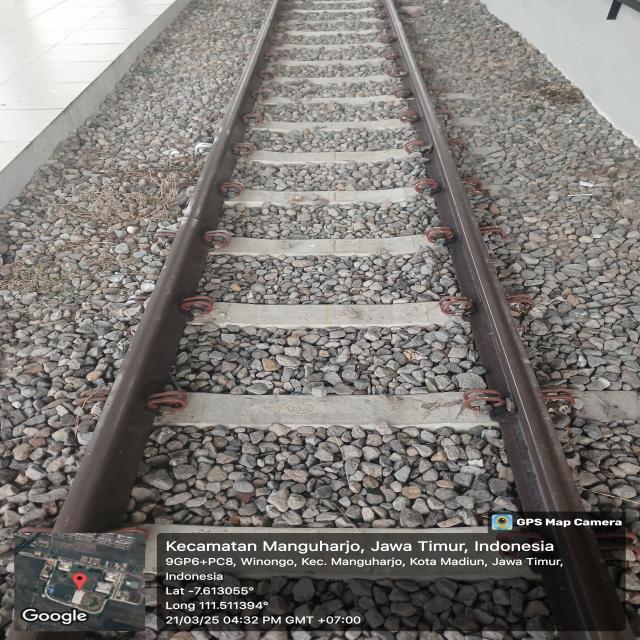 GPS Map Camera
Kecamatan Manguharjo, Jawa Timur, Indonesia
9GP6+PC8, Winongo, Kec. Manguharjo, Kota Madiun, Jawa Timur,
Indonesia
Lat -7.613055°
Long 111.511394°
21/03/25 04:32 PM GMT +07:00
Google